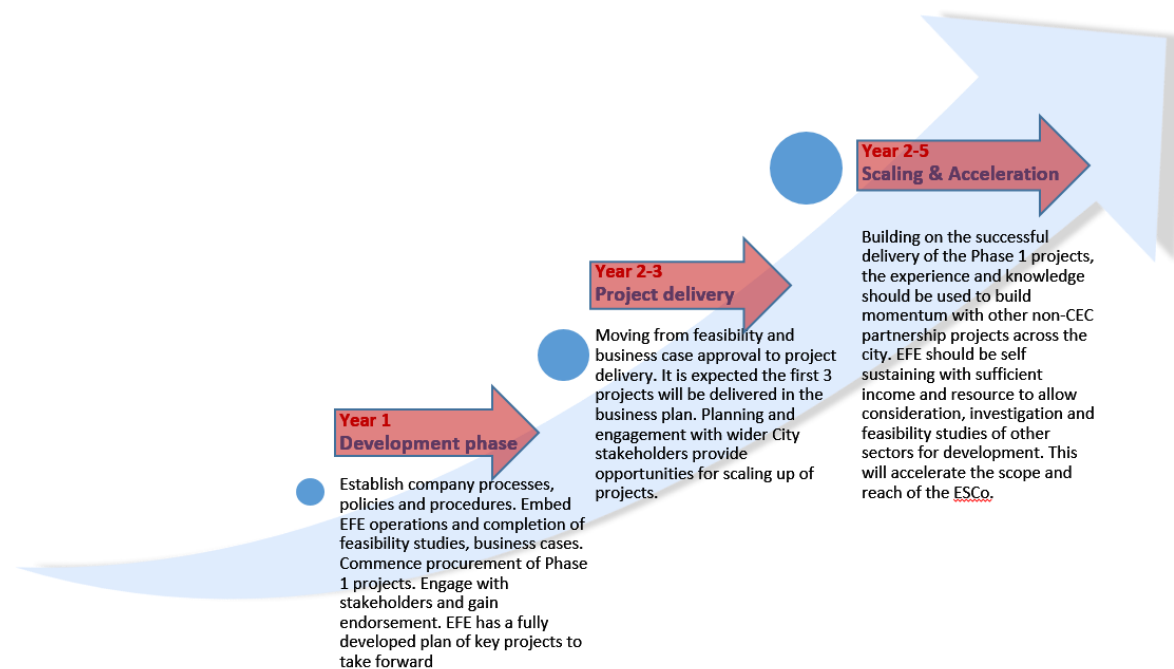 Year 1
Development phase
Establish company processes,
policies and procedures. Embed
EFE operations and completion of
feasibility studies, business cases.
Commence procurement of Phase
1 projects. Engage with
stakeholders and gain
endorsement. EFE has a fully
developed plan of key projects to
take forward
Year 2-3
Project delivery
Moving from feasibility and
business case approval to project
delivery. It is expected the first 3
projects will be delivered in the
business plan. Planning and
engagement with wider City
stakeholders provide
opportunities for scaling up of
projects.
Year 2-5
Scaling & Acceleration
Building on the successful
delivery of the Phase 1 projects,
the experience and knowledge
should be used to build
momentum with other non-CEC
partnership projects across the
city. EFE should be self
sustaining with sufficient
income and resource to allow
consideration, investigation and
feasibility studies of other
sectors for development. This
will accelerate the scope and
reach of the ESCo.